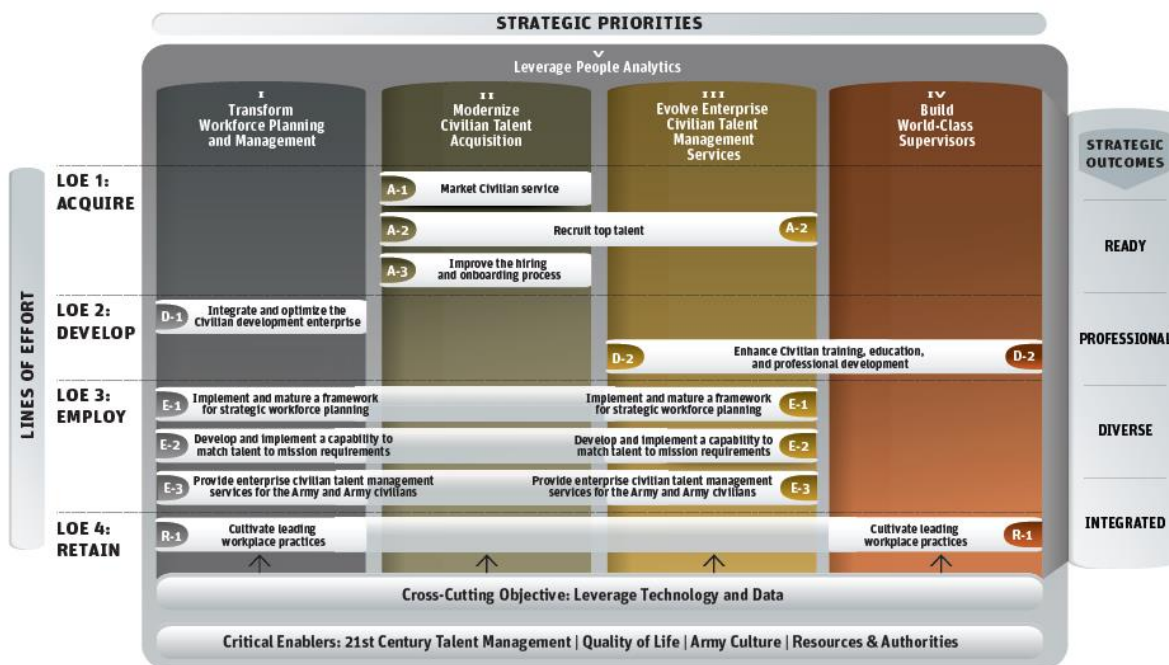 STRATEGIC PRIORITIES
V
Leverage People Analytics
I
Transform
Workforce Planning
and Management
II
Modernize
Civilian Talent
Acquisition
III
Evolve Enterprise
Civilian Talent
Management
Services
IV
Build
World-Class
Supervisors
STRATEGIC
OUTCOMES
READY
PROFESSIONAL
DIVERSE
INTEGRATED
LINES OF EFFORT
LOE 1:
ACQUIRE
A-1 Market Civilian service
A-2 Recruit top talent A-2
A-3 Improve the hiring
and onboarding process
LOE 2:
DEVELOP
D-1 Integrate and optimize the
Civilian development enterprise
D-2 Enhance Civilian training, education, D-2
and professional development
LOE 3:
EMPLOY
E-1 Implement and mature a framework
for strategic workforce planning
Implement and mature a framework E-1
for strategic workforce planning
E-2 Develop and implement a capability to
match talent to mission requirements
Develop and implement a capability to E-2
match talent to mission requirements
E-3 Provide enterprise civilian talent management
services for the Army and Army civilians
Provide enterprise civilian talent management E-3
services for the Army and Army civilians
LOE 4:
RETAIN
R-1 Cultivate leading
workplace practices
Cultivate leading R-1
workplace practices
Cross-Cutting Objective: Leverage Technology and Data
Critical Enablers: 21st Century Talent Management | Quality of Life | Army Culture | Resources & Authorities